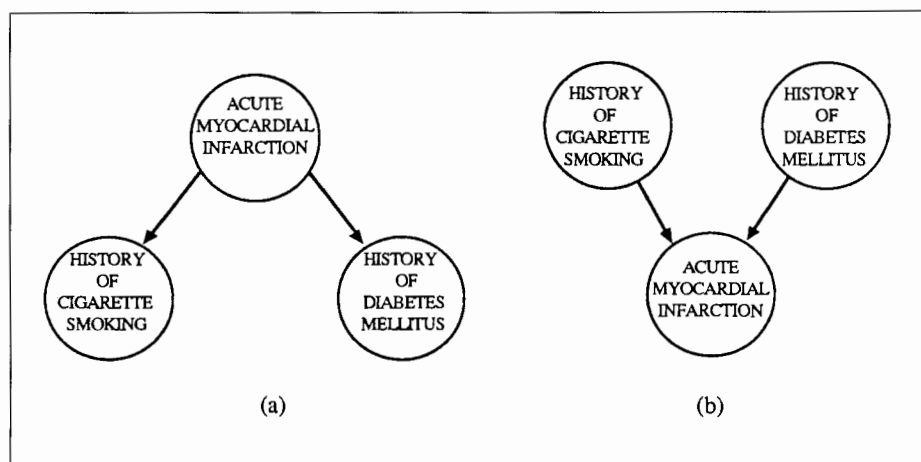 ACUTE
MYOCARDIAL
INFARCTION
HISTORY
OF
CIGARETTE
SMOKING
HISTORY
OF
DIABETES
MELLITUS
(a)
HISTORY
OF
CIGARETTE
SMOKING
HISTORY
OF
DIABETES
MELLITUS
ACUTE
MYOCARDIAL
INFARCTION
(b)